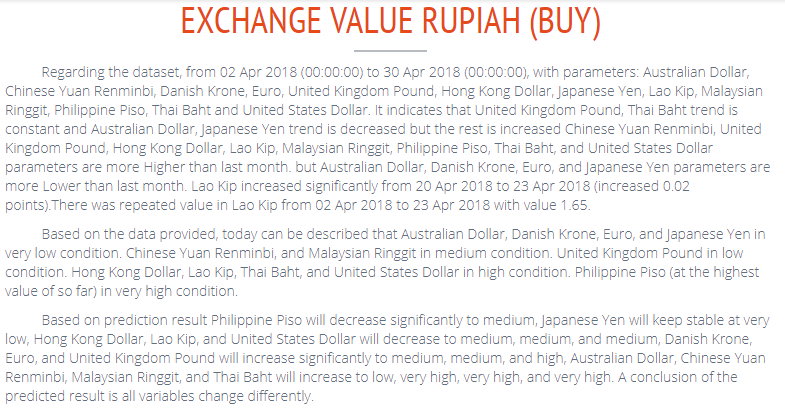 EXCHANGE VALUE RUPIAH (BUY)
Regarding the dataset, from 02 Apr 2018 (00:00:00) to 30 Apr 2018 (00:00:00), with parameters: Australian Dollar,
Chinese Yuan Renminbi, Danish Krone, Euro, United Kingdom Pound, Hong Kong Dollar, Japanese Yen, Lao Kip, Malaysian
Ringgit, Philippine Piso, Thai Baht and United States Dollar. It indicates that United Kingdom Pound, Thai Baht trend is
constant and Australian Dollar, Japanese Yen trend is decreased but the rest is increased Chinese Yuan Renminbi, United
Kingdom Pound, Hong Kong Dollar, Lao Kip, Malaysian Ringgit, Philippine Piso, Thai Baht, and United States Dollar
parameters are more Higher than last month. but Australian Dollar, Danish Krone, Euro, and Japanese Yen parameters are
more Lower than last month. Lao Kip increased significantly from 20 Apr 2018 to 23 Apr 2018 (increased 0.02
points).There was repeated value in Lao Kip from 02 Apr 2018 to 23 Apr 2018 with value 1.65.
Based on the data provided, today can be described that Australian Dollar, Danish Krone, Euro, and Japanese Yen in
very low condition. Chinese Yuan Renminbi, and Malaysian Ringgit in medium condition. United Kingdom Pound in low
condition. Hong Kong Dollar, Lao Kip, Thai Baht, and United States Dollar in high condition. Philippine Piso (at the highest
value of so far) in very high condition.
Based on prediction result Philippine Piso will decrease significantly to medium, Japanese Yen will keep stable at very
low, Hong Kong Dollar, Lao Kip, and United States Dollar will decrease to medium, medium, and medium, Danish Krone,
Euro, and United Kingdom Pound will increase significantly to medium, medium, and high, Australian Dollar, Chinese Yuan
Renminbi, Malaysian Ringgit, and Thai Baht will increase to low, very high, very high, and very high. A conclusion of the
predicted result is all variables change differently.